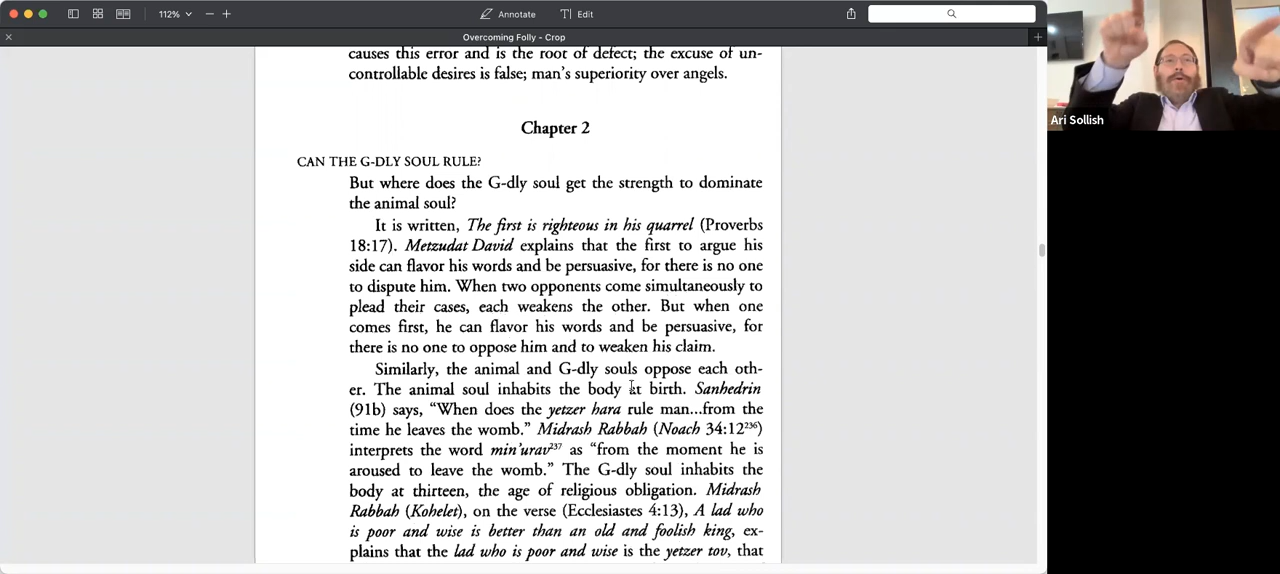 112%
Annotate
Edit
Overcoming Folly - Crop
causes this error and is the root of defect; the excuse of un-
controllable desires is false; man's superiority over angels.
Chapter 2
CAN THE G-DLY SOUL RULE?
But where does the G-dly soul get the strength to dominate
the animal soul?
It is written, The first is righteous in his quarrel (Proverbs
18:17). Metzudat David explains that the first to argue his
side can flavor his words and be persuasive, for there is no one
to dispute him. When two opponents come simultaneously to
plead their cases, each weakens the other. But when one
comes first, he can flavor his words and be persuasive, for
there is no one to oppose him and to weaken his claim.
Similarly, the animal and G-dly souls oppose each oth-
er. The animal soul inhabits the body at birth. Sanhedrin
(91b) says, “When does the yetzer hara rule man...from the
time he leaves the womb.” Midrash Rabbah (Noach 34:12236)
interprets the word min'urav237 as “from the moment he is
aroused to leave the womb.” The G-dly soul inhabits the
body at thirteen, the age of religious obligation. Midrash
Rabbah (Kohelet), on the verse (Ecclesiastes 4:13), A lad who
is poor and wise is better than an old and foolish king, ex-
plains that the lad who is poor and wise is the yetzer tov, that
Ari Sollish